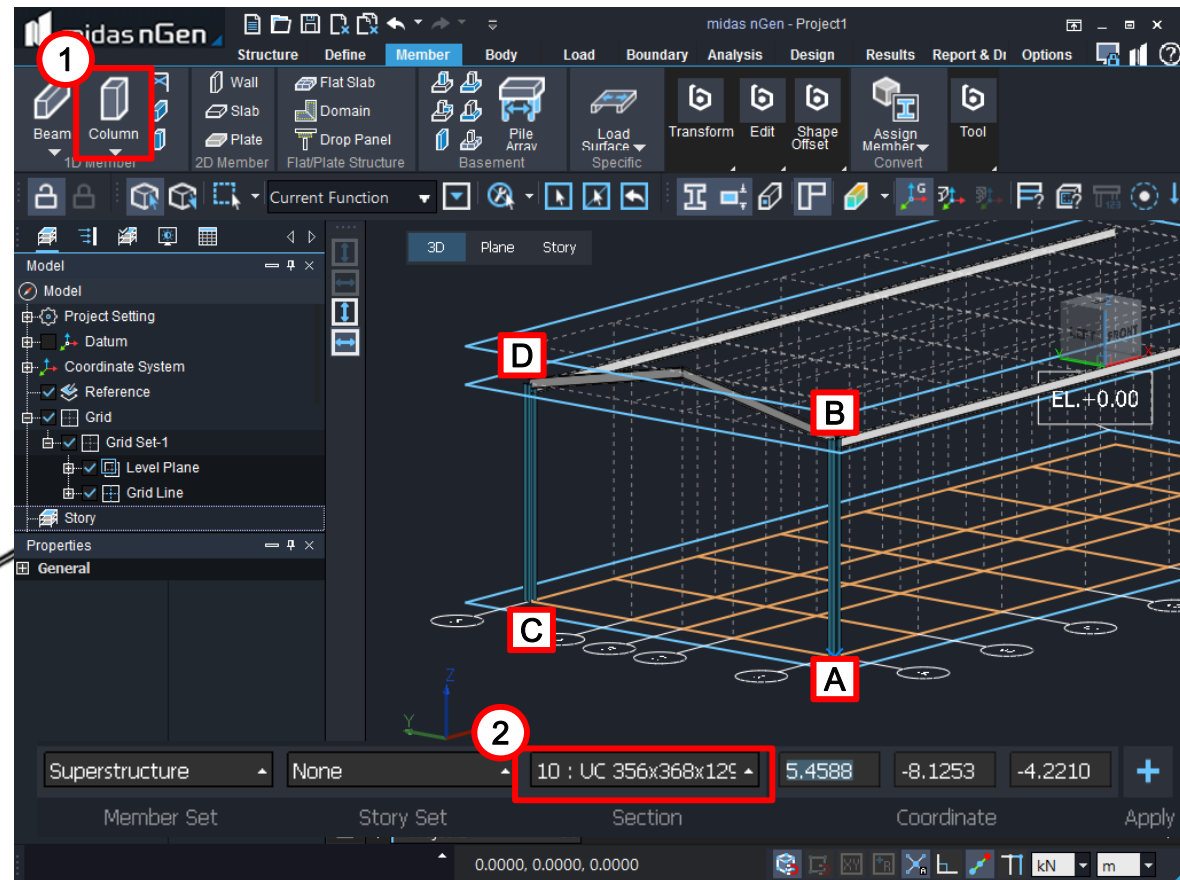 midas nGen
midas nGen - Project1
Structure Define Member Body Load Boundary Analysis Design Results Report & Di Options
1
Beam Column
Wall
Slab
Plate
Flat Slab
Domain
Drop Panel
Pile Array
Load Surface
Transform Edit Shape Offset
Assign Member
Tool
1D Member 2D Member Flat/Plate Structure Basement Specific Convert
Current Function
3D Plane Story
Model
Model
Project Setting
Datum
Coordinate System
Reference
Grid
Grid Set-1
Level Plane
Grid Line
Story
Properties
General
D
B
C
A
FRONT
EL.+0.00
Z
X
Y
Z
Y
2
Superstructure None 10 : UC 356x368x129 5.4588 -8.1253 -4.2210
Member Set Story Set Section Coordinate Apply
0.0000, 0.0000, 0.0000
kN m